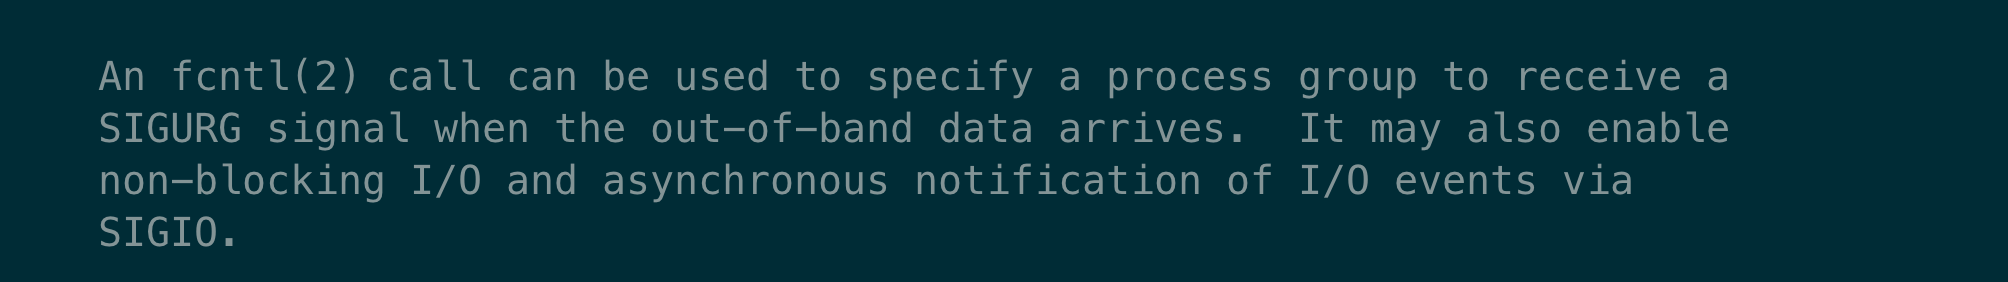 An fcntl(2) call can be used to specify a process group to receive a
SIGURG signal when the out-of-band data arrives.  It may also enable
non-blocking I/O and asynchronous notification of I/O events via
SIGIO.